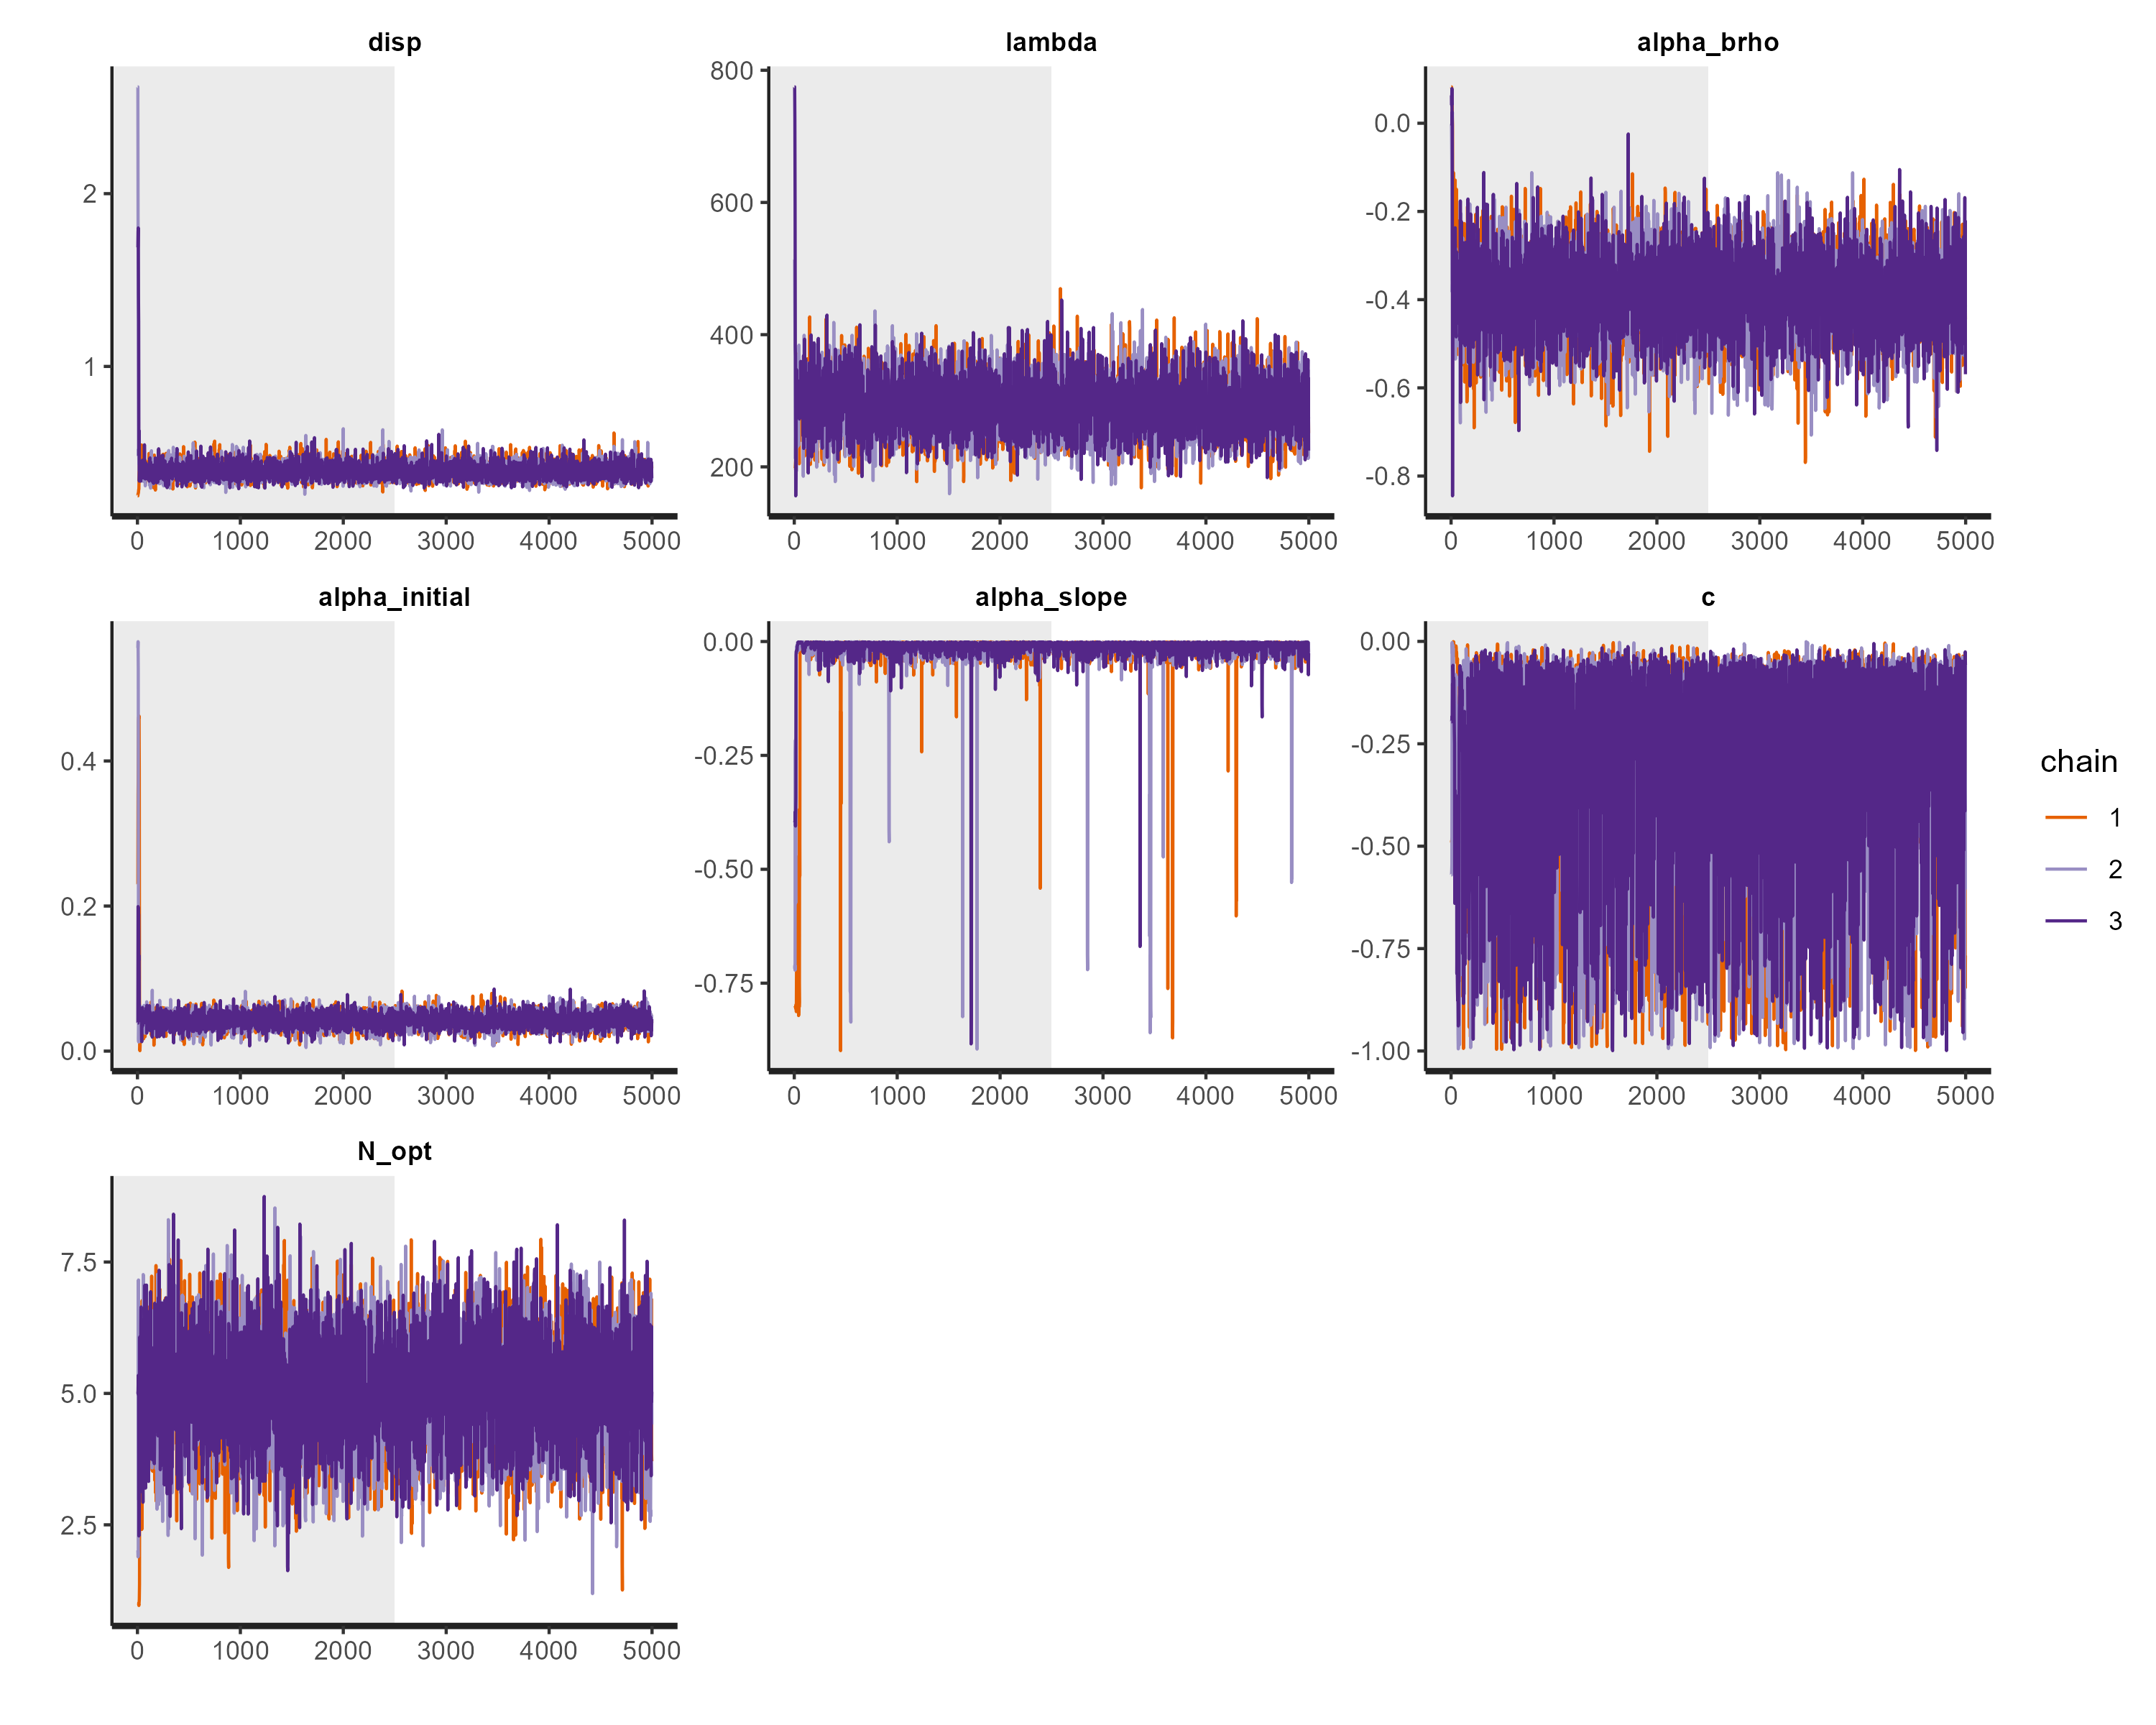 disp lambda alpha_brho
800
2 600 0.0
-0.2
1 400 -0.4
200 -0.6
-0.8
0 1000 2000 3000 4000 5000 0 1000 2000 3000 4000 5000 0 1000 2000 3000 4000 5000
alpha_initial alpha_slope c
0.00 0.00
0.4 -0.25 -0.25
chain
1
0.2 -0.50 -0.50
2
3
-0.75 -0.75
0.0 -1.00
0 1000 2000 3000 4000 5000 0 1000 2000 3000 4000 5000 0 1000 2000 3000 4000 5000
N_opt
7.5
5.0
2.5
0 1000 2000 3000 4000 5000